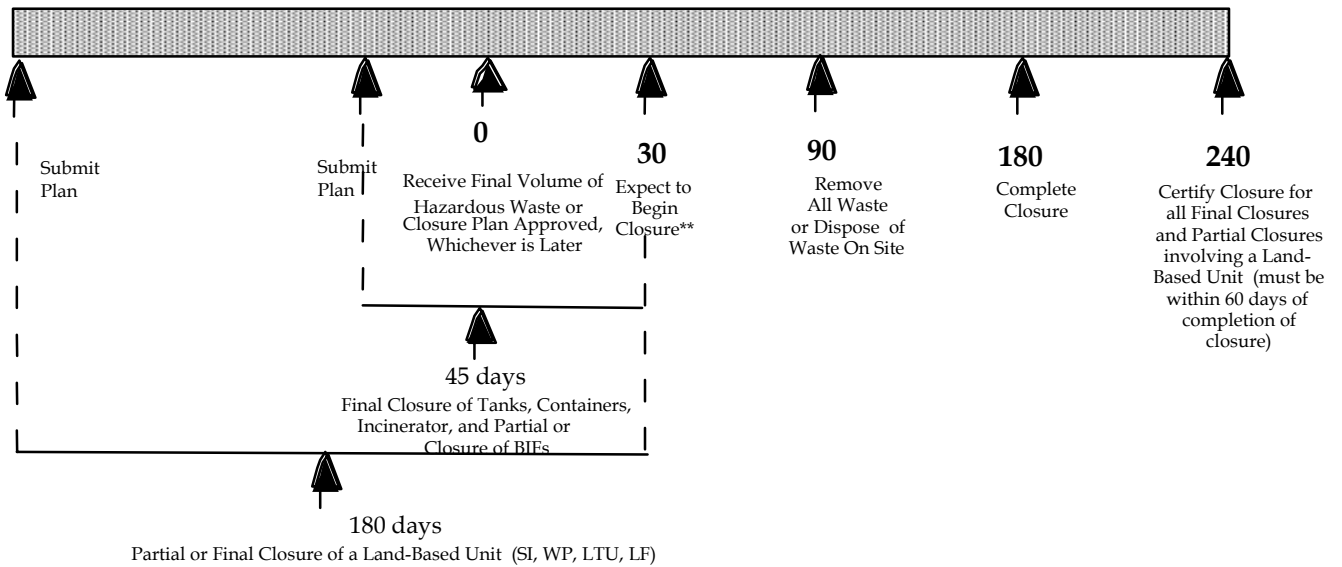 Submit
Plan
Submit
Plan
0
Receive Final Volume of
Hazardous Waste or
Closure Plan Approved,
Whichever is Later
30
Expect to
Begin
Closure**
90
Remove
All Waste
or Dispose of
Waste On Site
180
Complete
Closure
240
Certify Closure for
all Final Closures
and Partial Closures
involving a Land-
Based Unit (must be
within 60 days of
completion of
closure)
45 days
Final Closure of Tanks, Containers,
Incinerator, and Partial or
Closure of BIFs
180 days
Partial or Final Closure of a Land-Based Unit (SI, WP, LTU, LF)